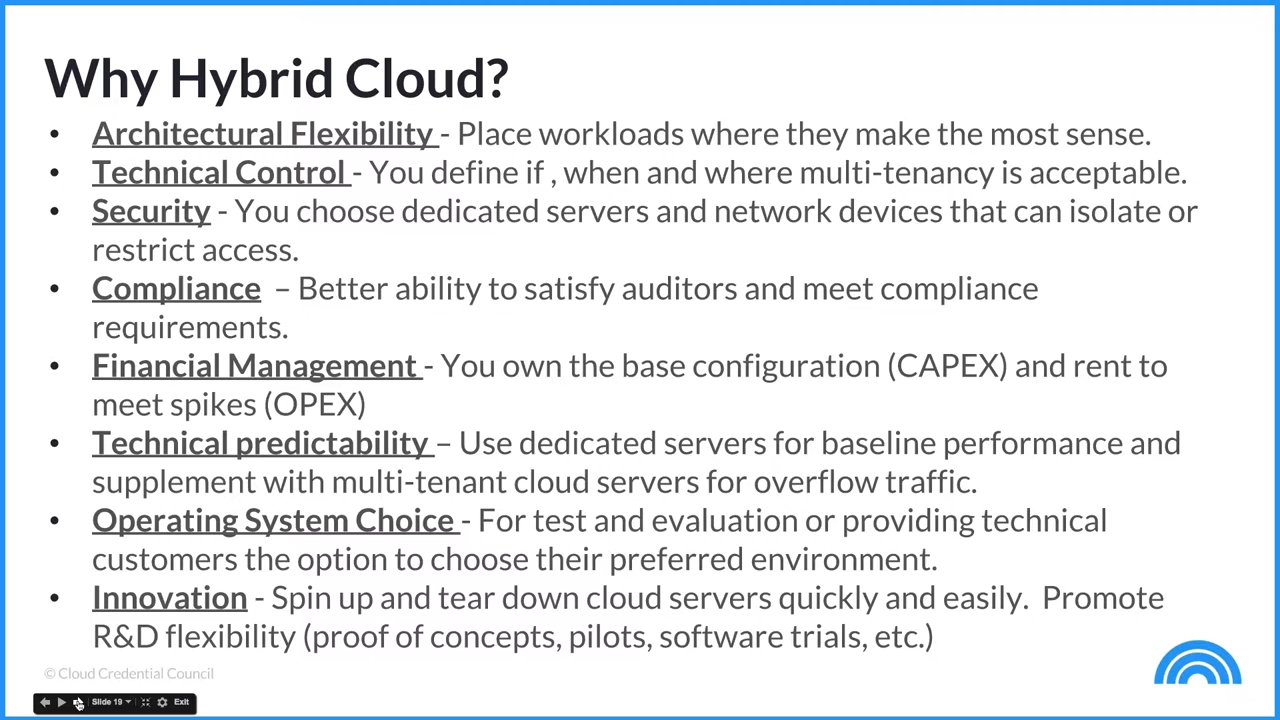 Why Hybrid Cloud?
• Architectural Flexibility - Place workloads where they make the most sense.
• Technical Control - You define if , when and where multi-tenancy is acceptable.
• Security - You choose dedicated servers and network devices that can isolate or
restrict access.
• Compliance – Better ability to satisfy auditors and meet compliance
requirements.
• Financial Management - You own the base configuration (CAPEX) and rent to
meet spikes (OPEX)
• Technical predictability – Use dedicated servers for baseline performance and
supplement with multi-tenant cloud servers for overflow traffic.
• Operating System Choice - For test and evaluation or providing technical
customers the option to choose their preferred environment.
• Innovation - Spin up and tear down cloud servers quickly and easily.  Promote
R&D flexibility (proof of concepts, pilots, software trials, etc.)
© Cloud Credential Council
Slide 19 Exit